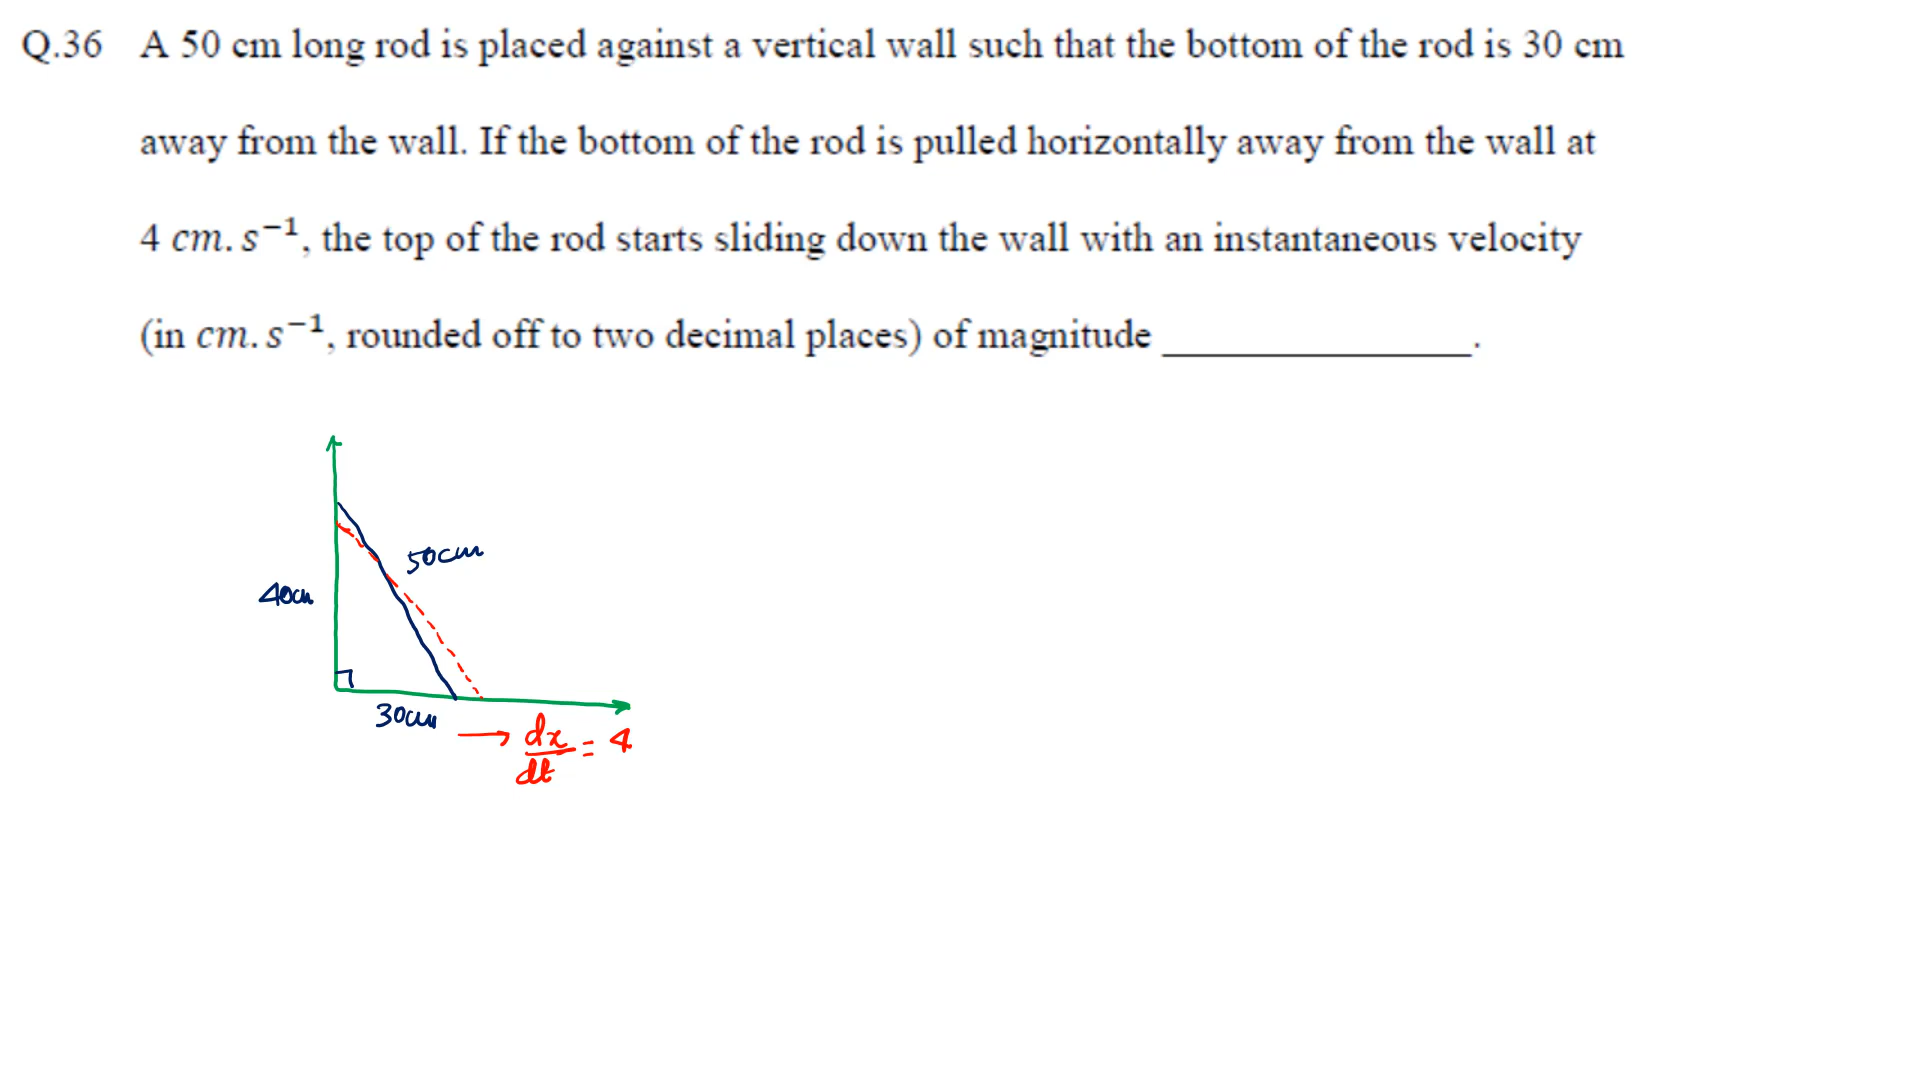 Q.36 A 50 cm long rod is placed against a vertical wall such that the bottom of the rod is 30 cm
away from the wall. If the bottom of the rod is pulled horizontally away from the wall at
4 cm. s⁻¹, the top of the rod starts sliding down the wall with an instantaneous velocity
(in cm. s⁻¹, rounded off to two decimal places) of magnitude ________________.
50cm
40cm
30cm
→ dx/dt = 4